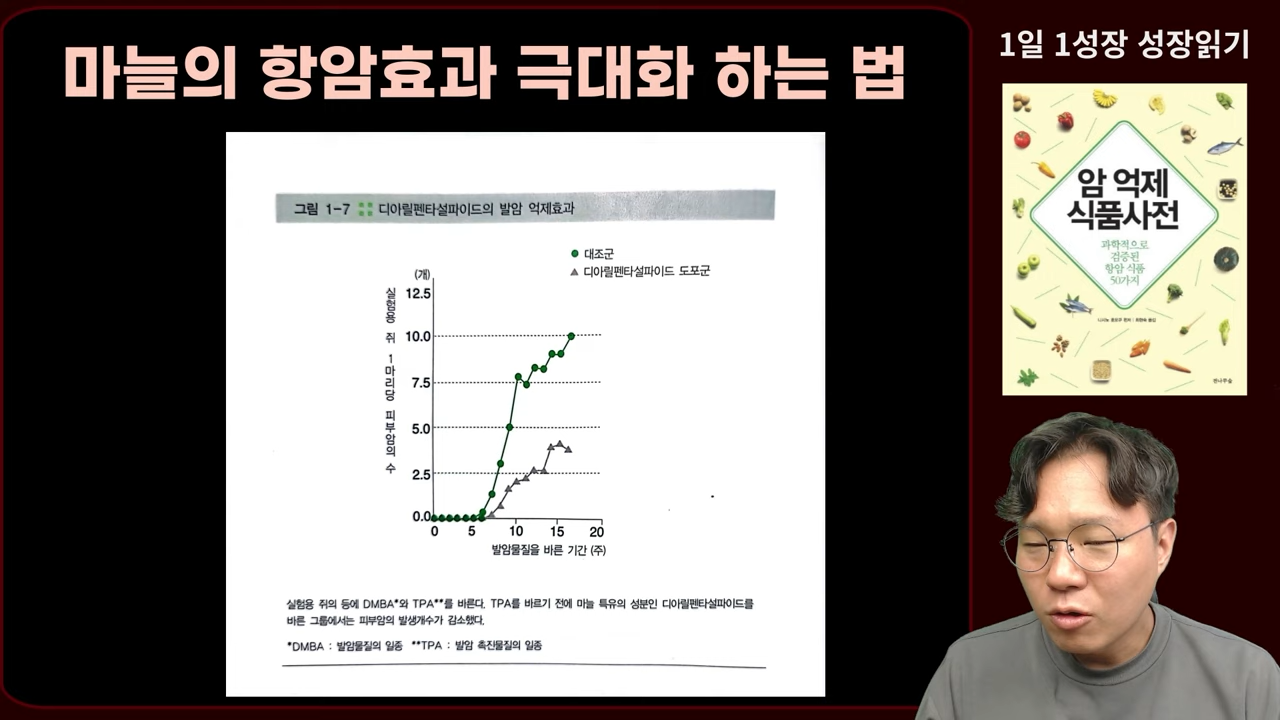 마늘의 항암효과 극대화 하는 법
1일 1성장 성장읽기
그림 1-7 디아릴펜타설파이드의 발암 억제효과
대조군
디아릴펜타설파이드 도포군
(개)
실험용 쥐 1마리당 피부암의 수
12.5
10.0
7.5
5.0
2.5
0.0
0 5 10 15 20
발암물질을 바른 기간 (주)
실험용 쥐의 등에 DMBA*와 TPA**를 바른다. TPA를 바르기 전에 마늘 특유의 성분인 디아릴펜타설파이드를
바른 그룹에서는 피부암의 발생개수가 감소했다.
*DMBA : 발암물질의 일종 **TPA : 발암 촉진물질의 일종
암 억제
식품사전
과학적으로
검증된
항암 식품
50가지
전나무숲